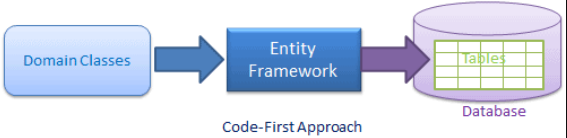 Domain Classes
Entity
Framework
Tables
Database
Code-First Approach